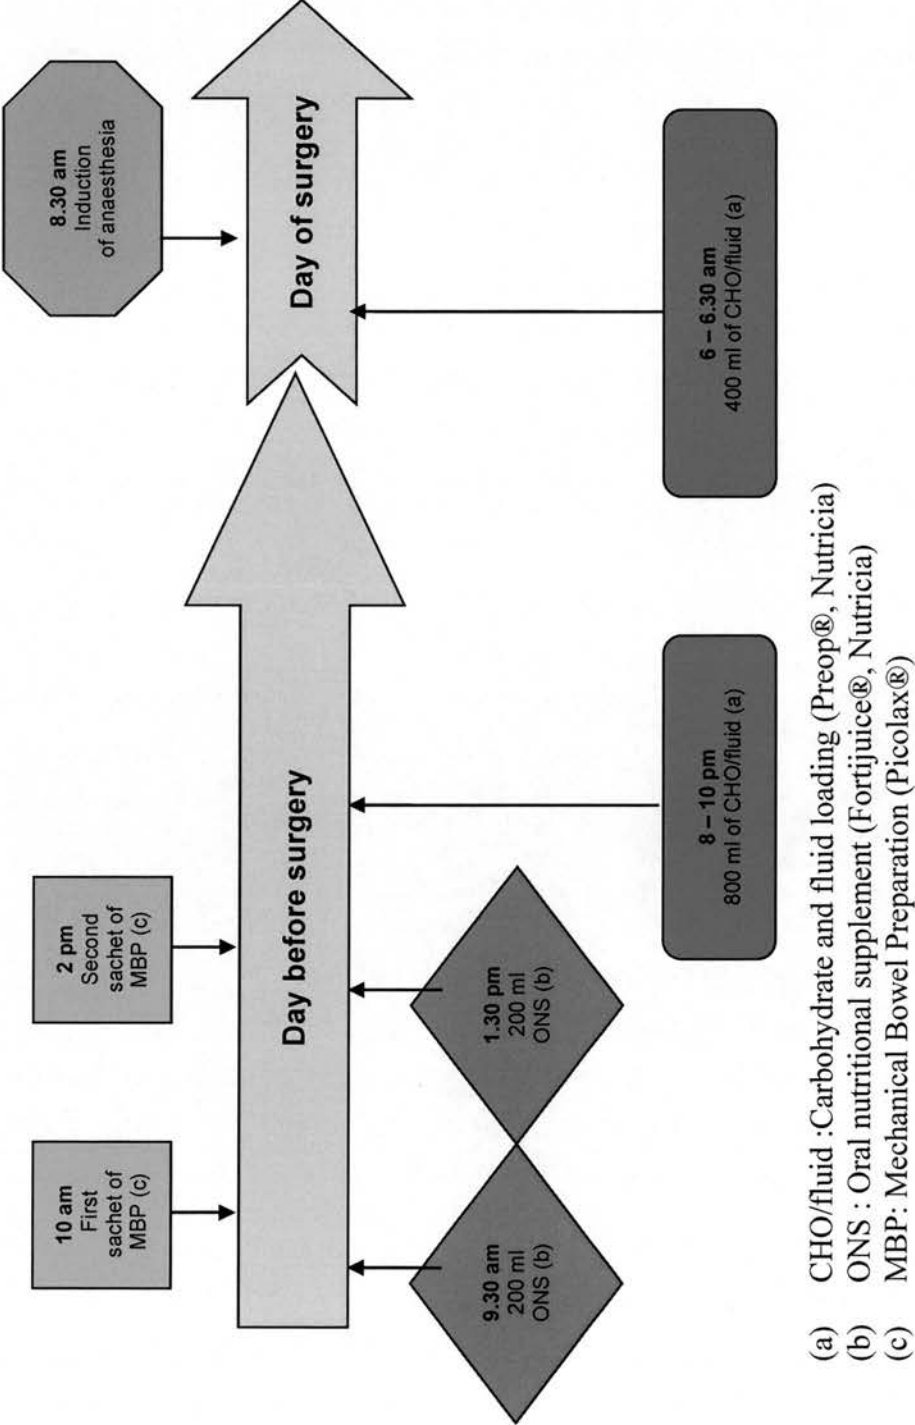 10 am
First
sachet of
MBP (c)
2 pm
Second
sachet of
MBP (c)
8.30 am
Induction
of anaesthesia
Day before surgery
Day of surgery
9.30 am
200 ml
ONS (b)
1.30 pm
200 ml
ONS (b)
8 – 10 pm
800 ml of CHO/fluid (a)
6 – 6.30 am
400 ml of CHO/fluid (a)
(a) CHO/fluid :Carbohydrate and fluid loading (Preop®, Nutricia)
(b) ONS : Oral nutritional supplement (Fortijuice®, Nutricia)
(c) MBP: Mechanical Bowel Preparation (Picolax®)